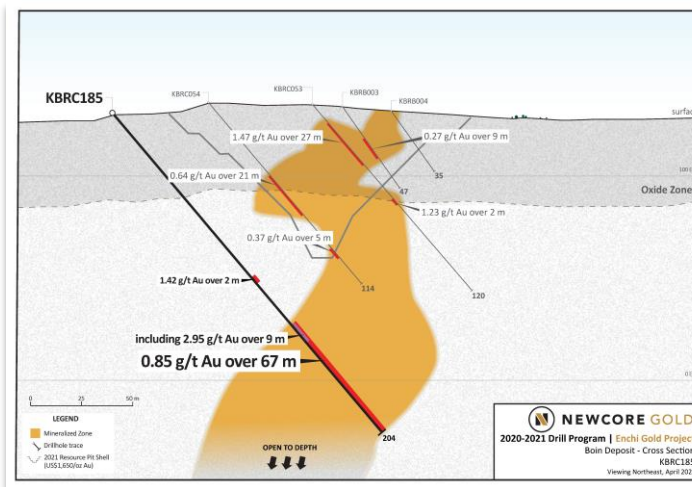 KBRC185
KBRC054
KBRC053
KBRB003
KBRB004
surfac
1.47 g/t Au over 27 m
0.27 g/t Au over 9 m
0.64 g/t Au over 21 m
35
47
Oxide Zone
1.23 g/t Au over 2 m
0.37 g/t Au over 5 m
1.42 g/t Au over 2 m
114
120
including 2.95 g/t Au over 9 m
0.85 g/t Au over 67 m
204
0 25 50 m
LEGEND
Mineralized Zone
Drillhole trace
2021 Resource Pit Shell
(US$1,650/oz Au)
OPEN TO DEPTH
N NEWCORE GOLD
2020-2021 Drill Program | Enchi Gold Projec
Boin Deposit - Cross Section
KBRC185
Viewing Northeast, April 202